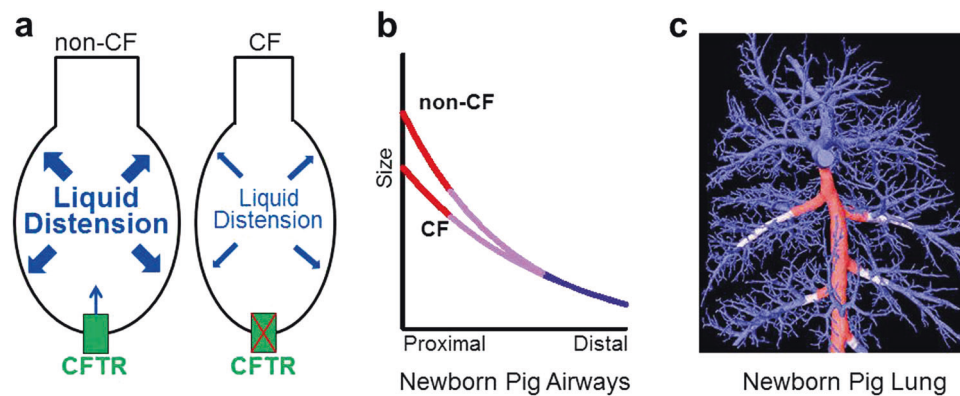 a
non-CF
CF
Liquid
Distension
CFTR
Liquid
Distension
CFTR
b
Size
non-CF
CF
Proximal
Distal
Newborn Pig Airways
c
Newborn Pig Lung